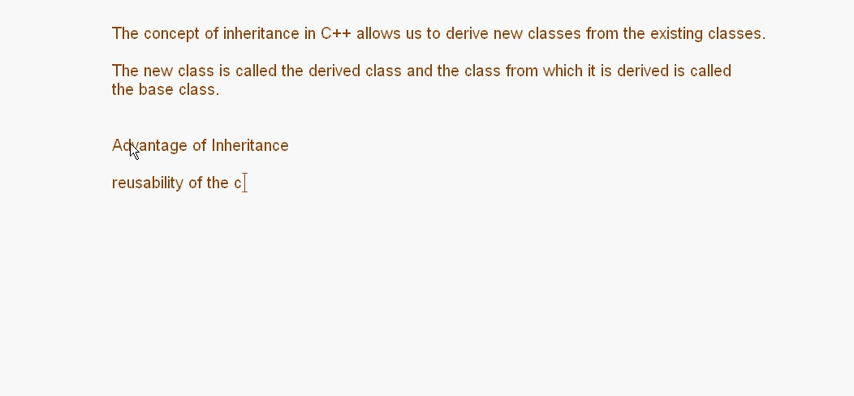 The concept of inheritance in C++ allows us to derive new classes from the existing classes.
The new class is called the derived class and the class from which it is derived is called
the base class.
Advantage of Inheritance
reusability of the c